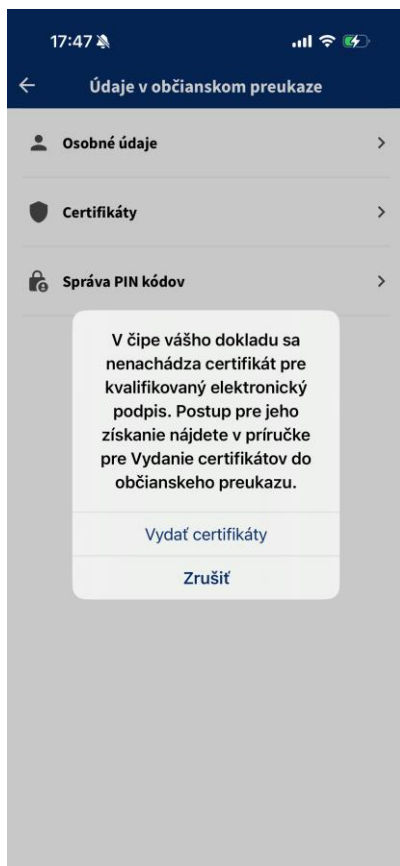 17:47
Údaje v občianskom preukaze
Osobné údaje
Certifikáty
Správa PIN kódov
V čipe vášho dokladu sa
nenachádza certifikát pre
kvalifikovaný elektronický
podpis. Postup pre jeho
získanie nájdete v príručke
pre Vydanie certifikátov do
občianskeho preukazu.
Vydať certifikáty
Zrušiť